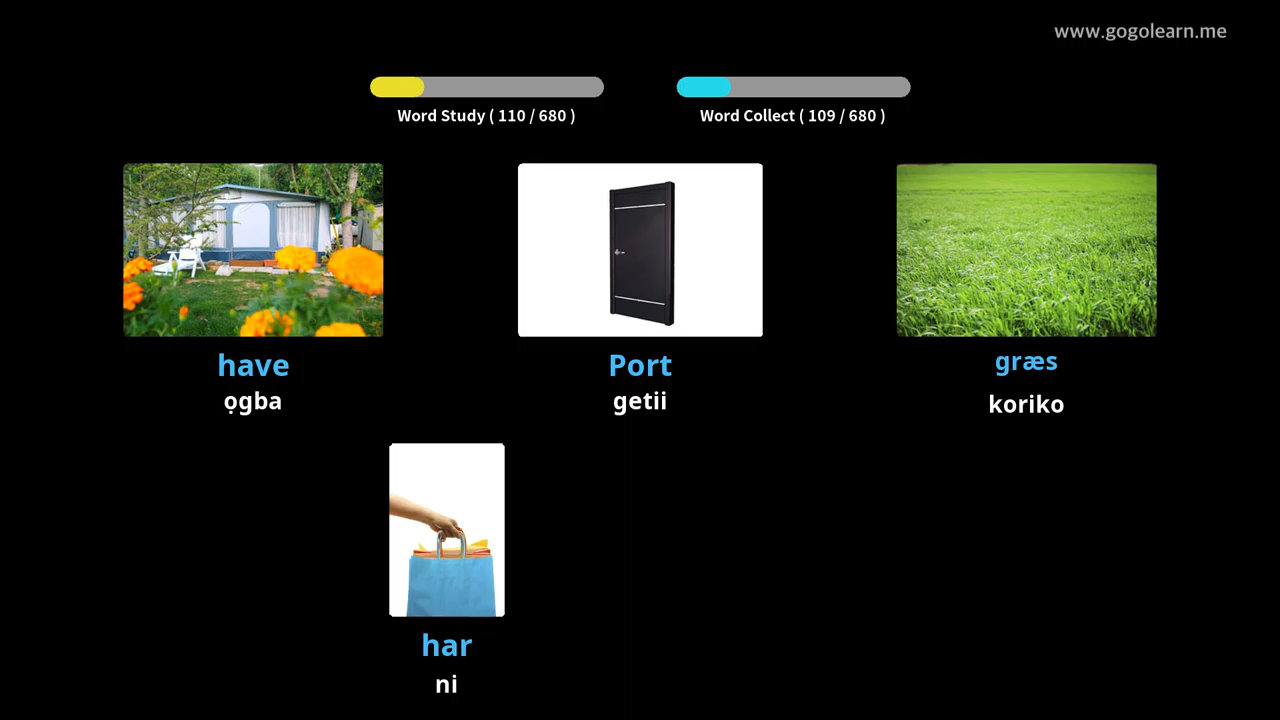 www.gogolearn.me
Word Study ( 110 / 680 )
Word Collect ( 109 / 680 )
have
ọgba
Port
getii
græs
koriko
har
ni